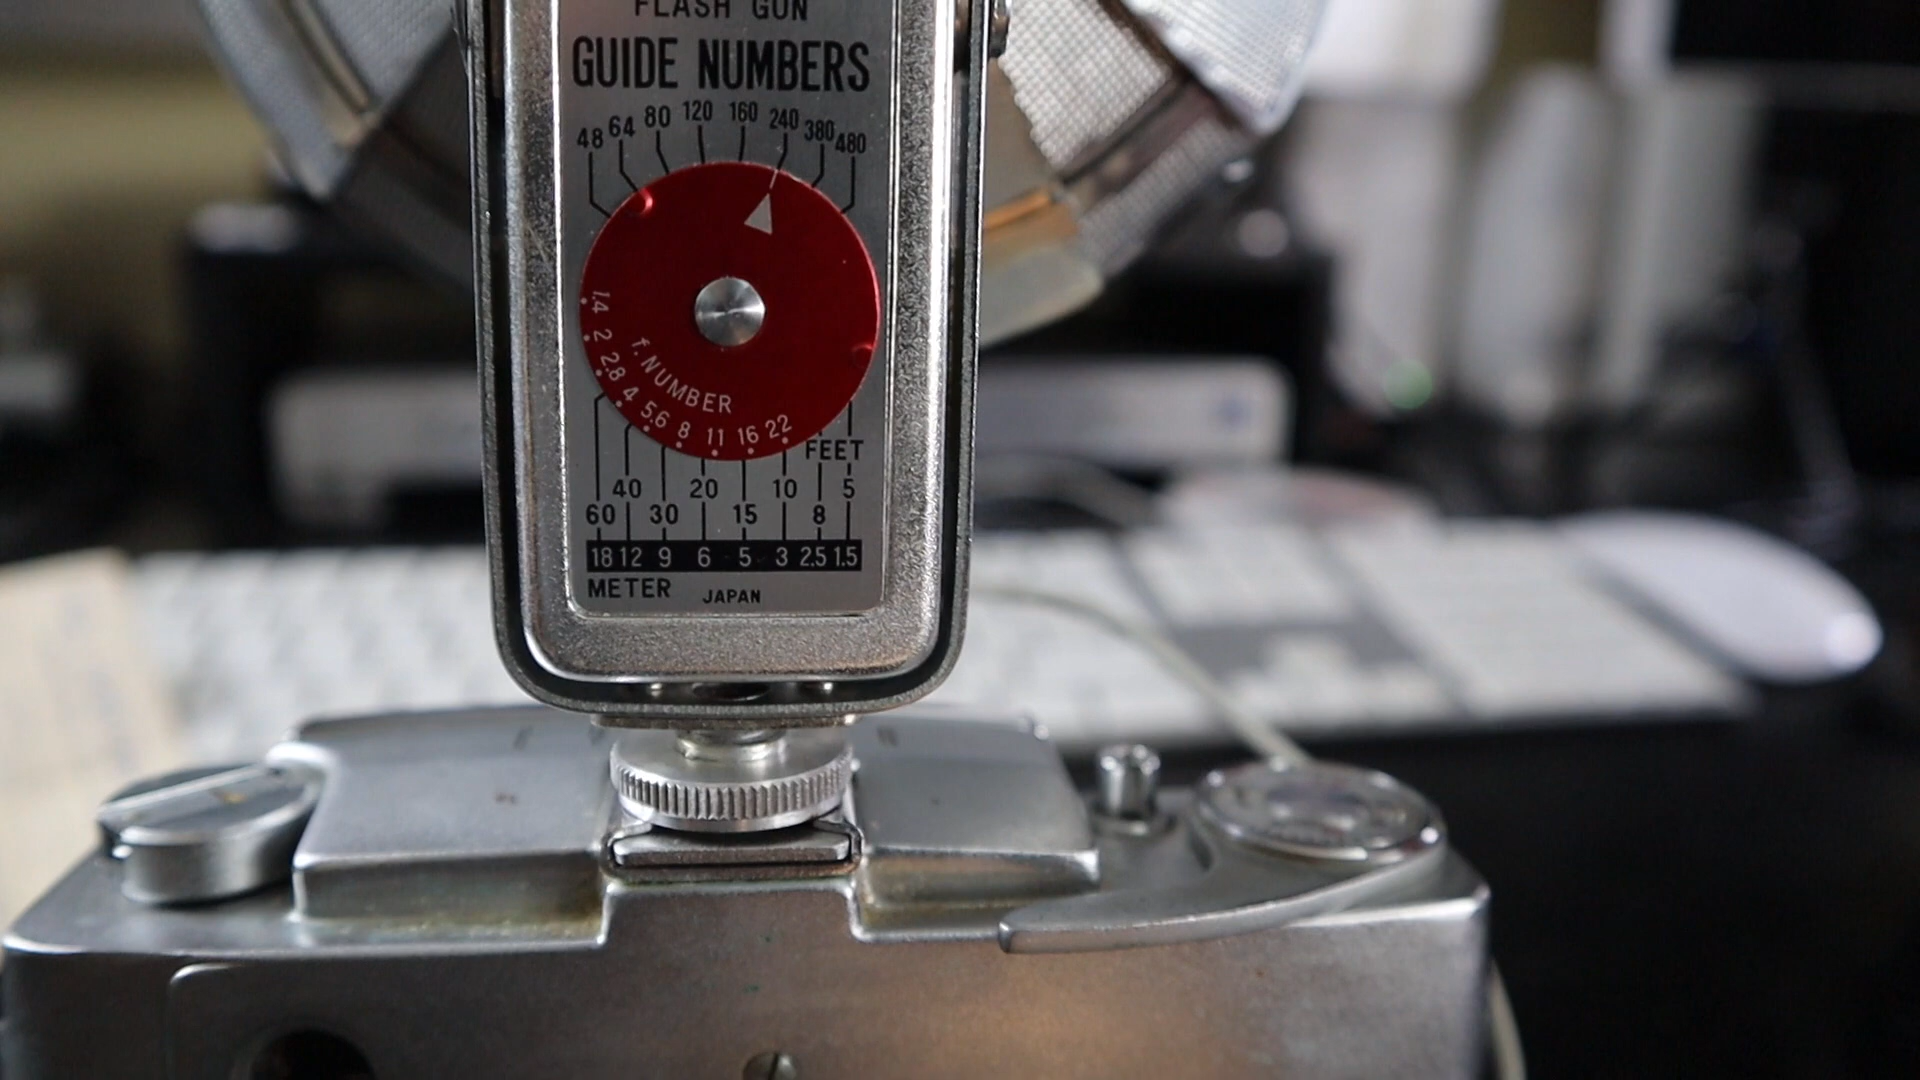 FLASH GUN
GUIDE NUMBERS
48 64 80 120 160 240 380 480
1.4 2 2.8 4 5.6 8 11 16 22
f. NUMBER
FEET
40 20 10 5
60 30 15 8
18 12 9 6 5 3 2.5 1.5
METER JAPAN